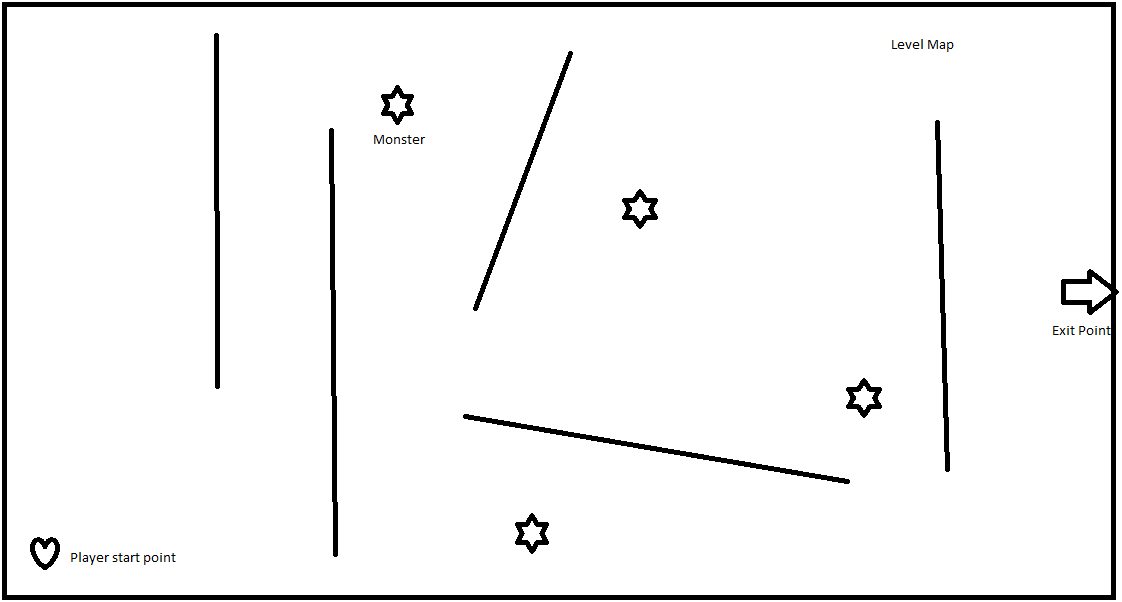 Level Map
Monster
Exit Point
Player start point